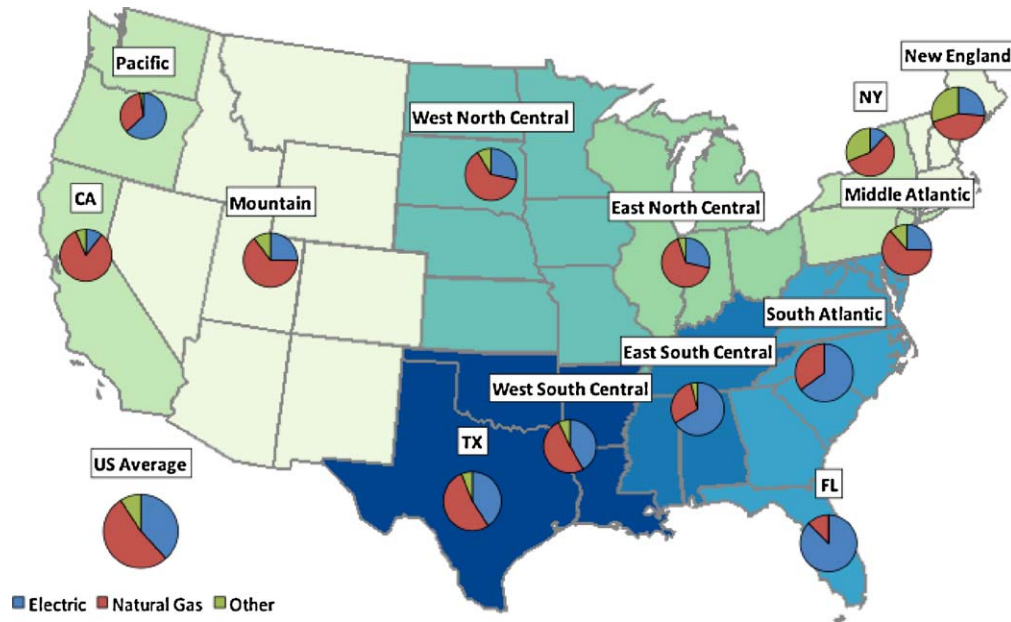 Pacific
New England
NY
West North Central
CA
Mountain
East North Central
Middle Atlantic
South Atlantic
East South Central
West South Central
TX
US Average
FL
Electric Natural Gas Other